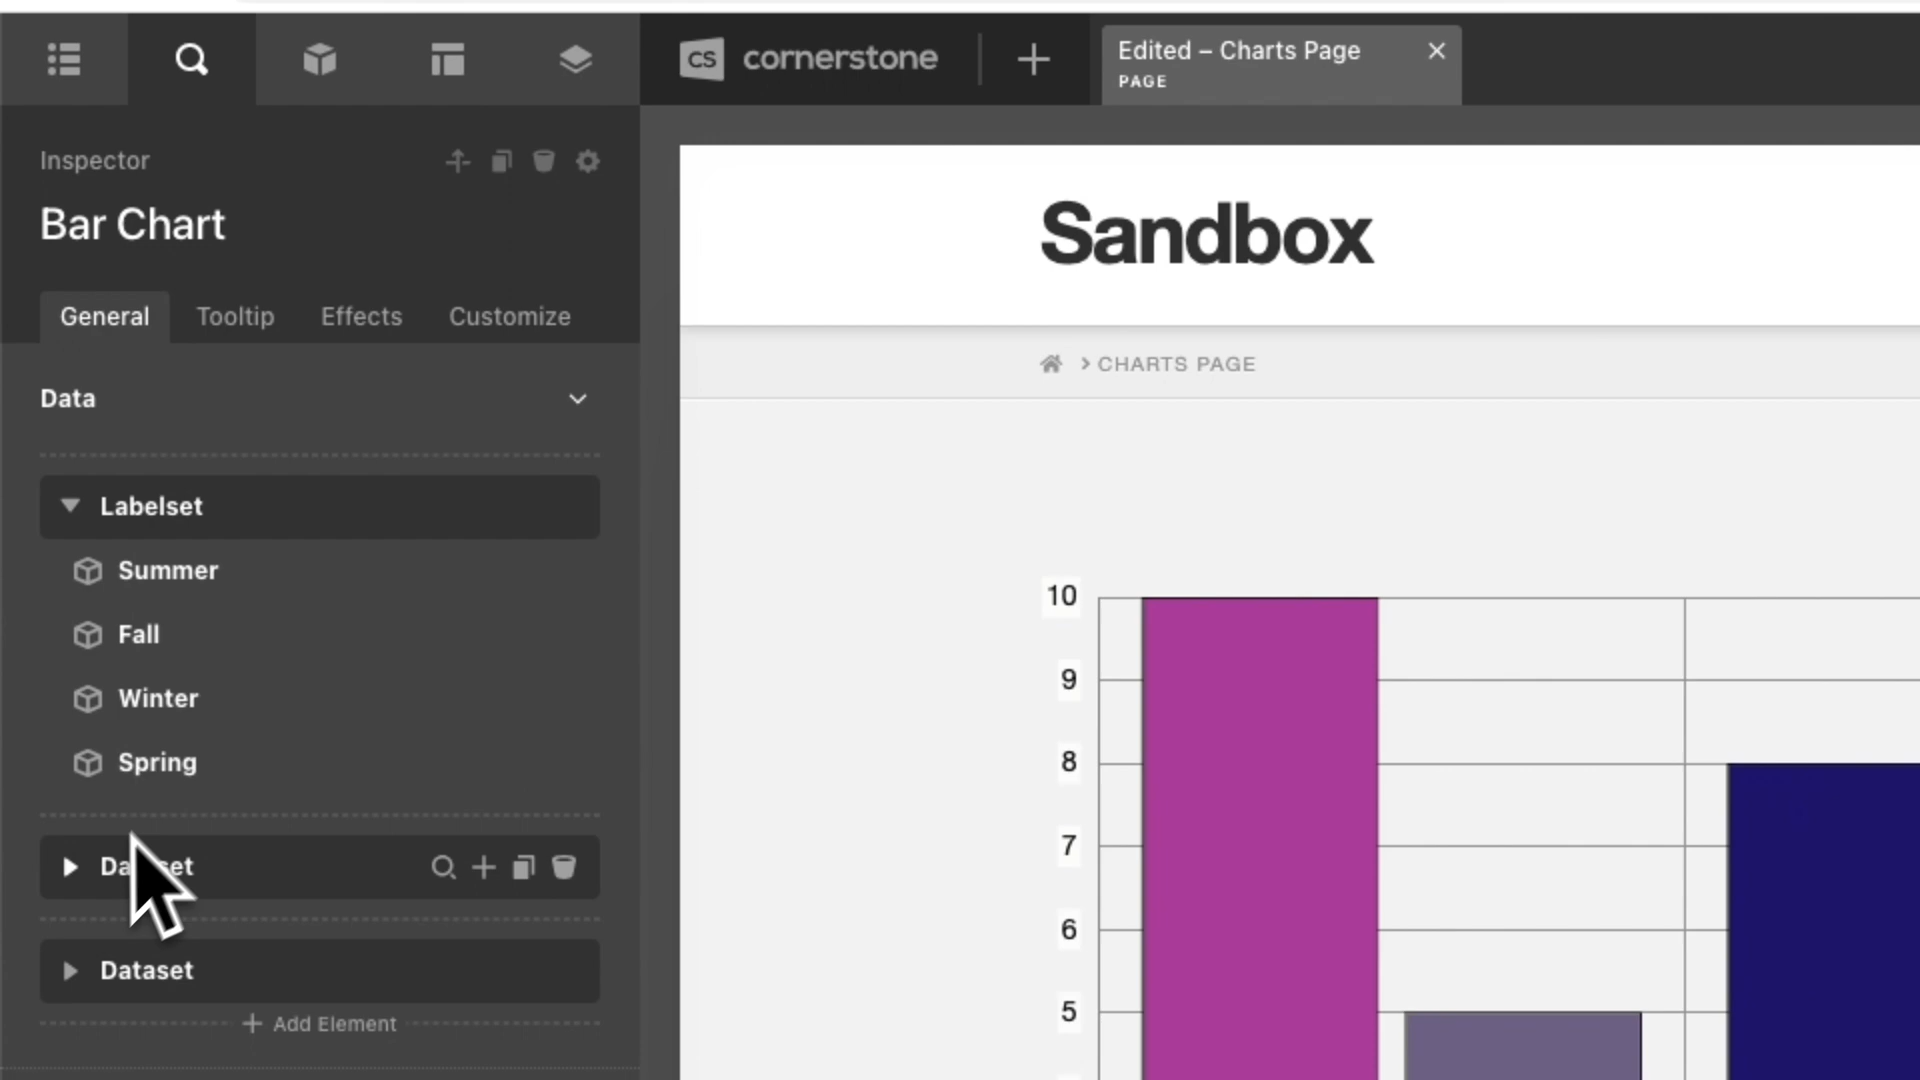 CS cornerstone
Edited – Charts Page
PAGE
Inspector
Bar Chart
General Tooltip Effects Customize
Data
Labelset
Summer
Fall
Winter
Spring
Dataset
Add Element
Sandbox
CHARTS PAGE
10
9
8
7
6
5